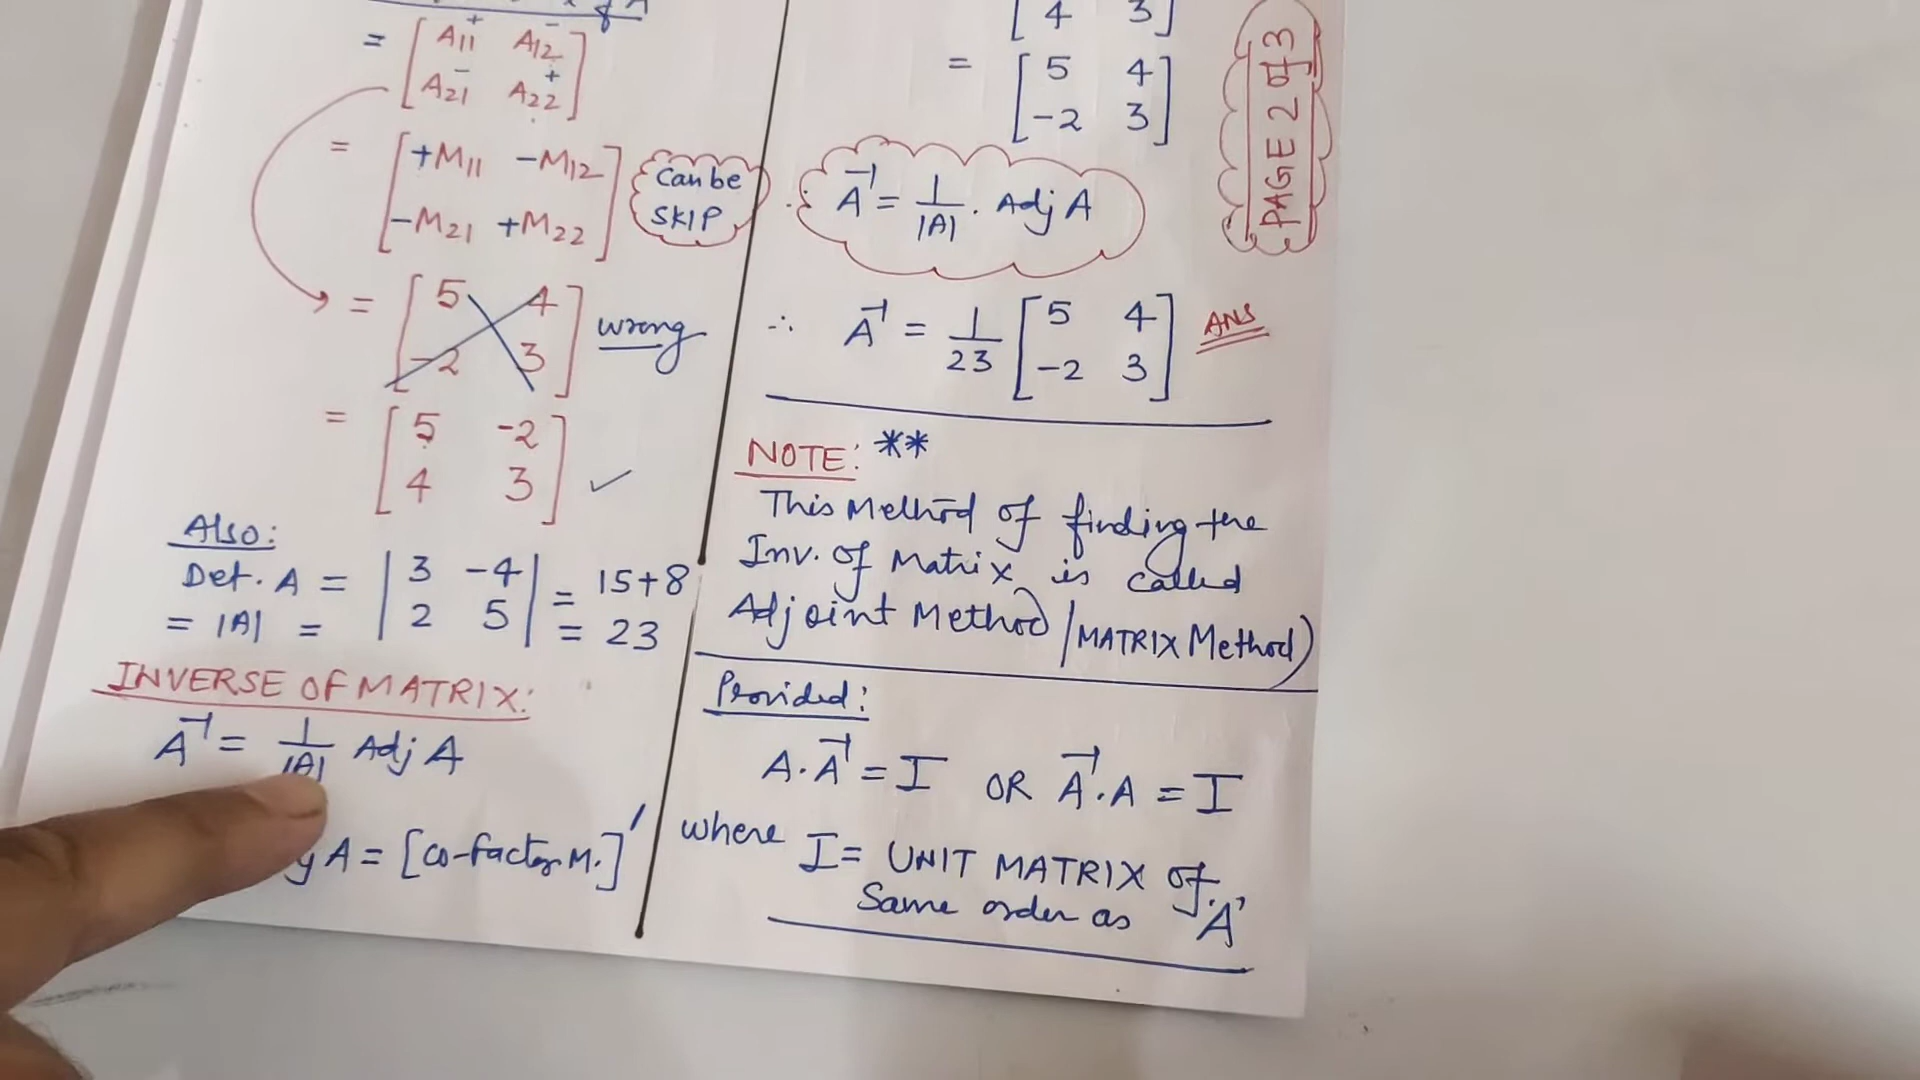 = [ A11⁺ A12⁻
A21⁻ A22⁺ ]
= [ +M11 -M12
-M21 +M22 ]
Can be
SKIP
= [ 5 4
-2 3 ] wrong
= [ 5 -2
4 3 ] ✓
Also:
Det. A = | 3 -4 | = 15+8
= |A| = | 2 5 | = 23
INVERSE OF MATRIX:
A⁻¹ = 1/|A| Adj A
A = [Co-factor M.]′
[ 4 3 ]
= [ 5 4
-2 3 ]
∴ A⁻¹ = 1/|A| . Adj A
∴ A⁻¹ = 1/23 [ 5 4
-2 3 ] ANS
NOTE: **
This Method of finding the
Inv. of Matrix is called
Adjoint Method / MATRIX Method)
Provided:
A.A⁻¹ = I OR A⁻¹.A = I
where I = UNIT MATRIX of
Same order as 'A'
PAGE 2 of 3